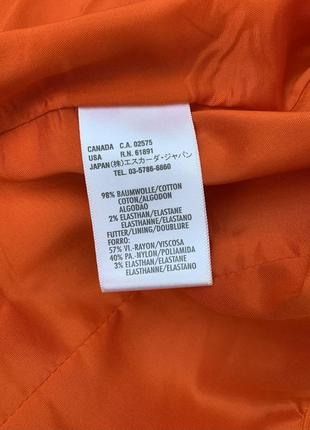 CANADA C.A. 02575
USA R.N. 61891
JAPAN(株)エスカーダ・ジャパン
TEL. 03-5786-6860
98% BAUMWOLLE/COTTON
COTON/ALGODON
ALGODAO
2% ELASTHAN/ELASTANE
ELASTHANNE/ELASTANO
FUTTER/LINING/DOUBLURE
FORRO:
57% VI.-RAYON/VISCOSA
40% PA.-NYLON/POLIAMIDA
3% ELASTHAN/ELASTANE
ELASTHANNE/ELASTANO